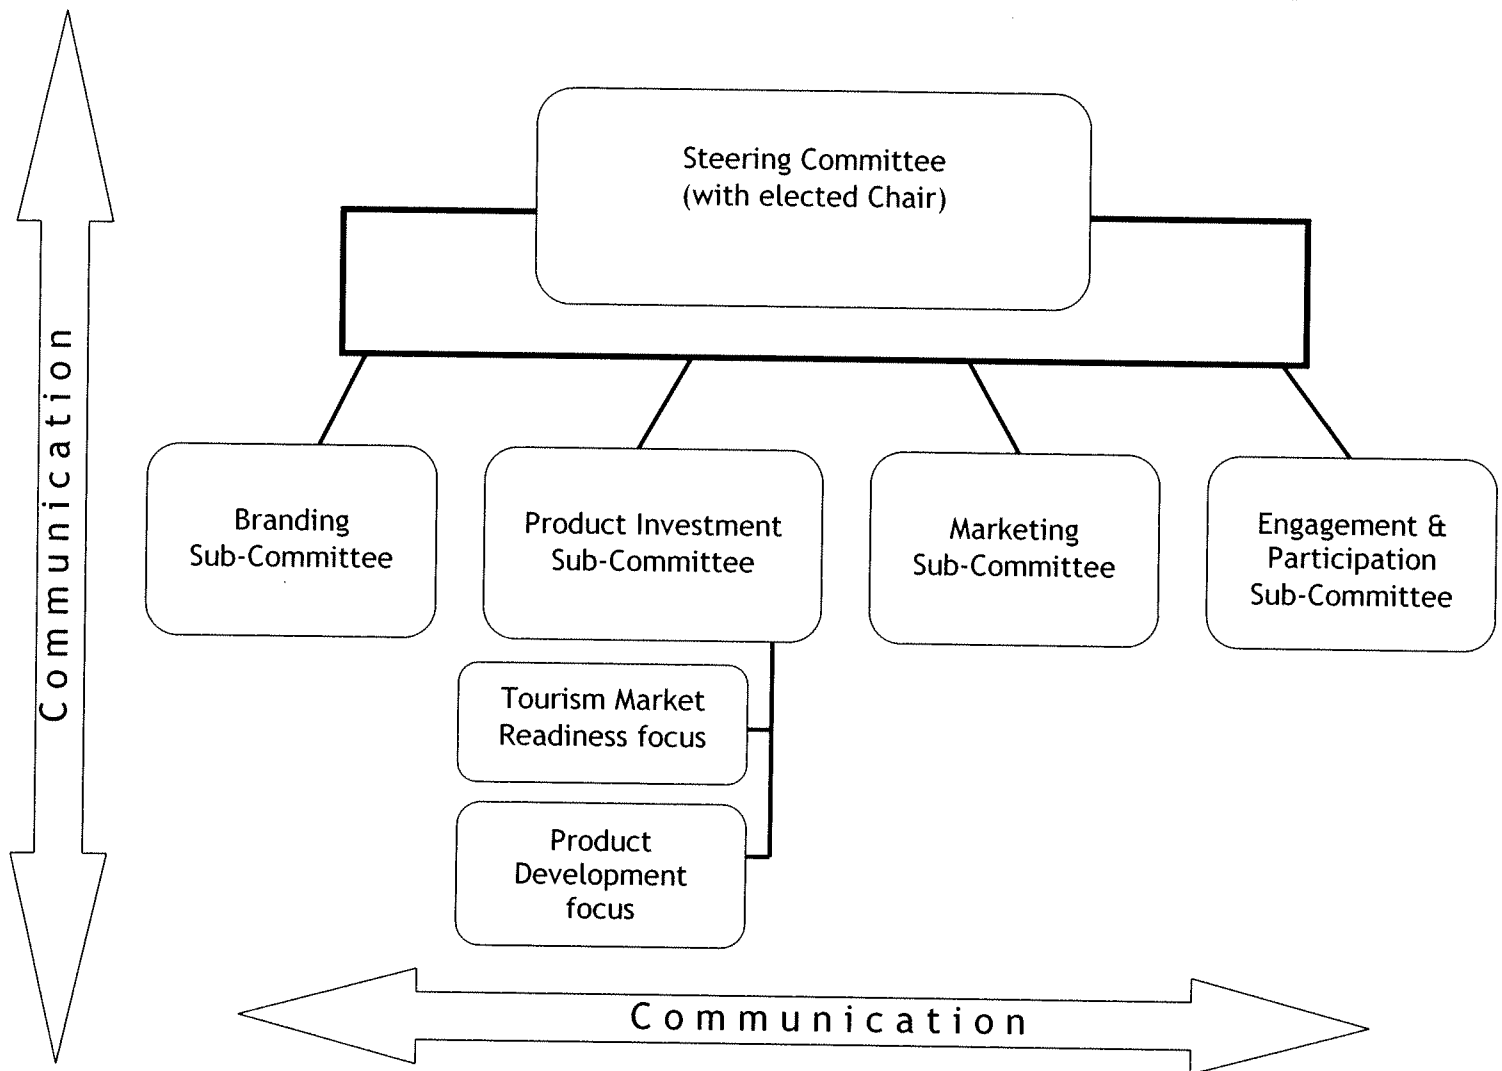 Steering Committee
(with elected Chair)
Communication
Branding
Sub-Committee
Product Investment
Sub-Committee
Marketing
Sub-Committee
Engagement &
Participation
Sub-Committee
Tourism Market
Readiness focus
Product
Development
focus
Communication